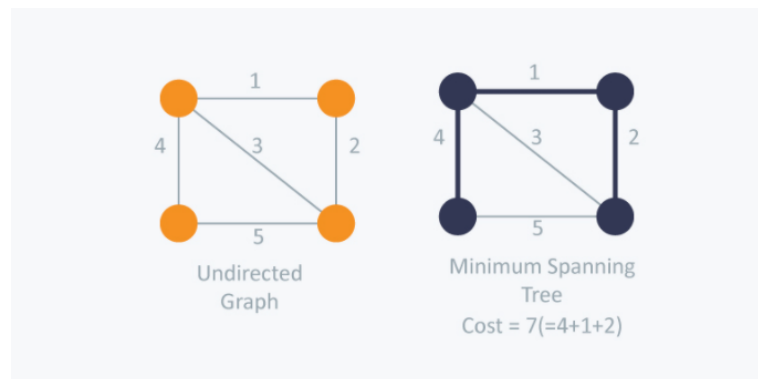 1
4
3
2
5
Undirected
Graph
1
4
3
2
5
Minimum Spanning
Tree
Cost = 7(=4+1+2)